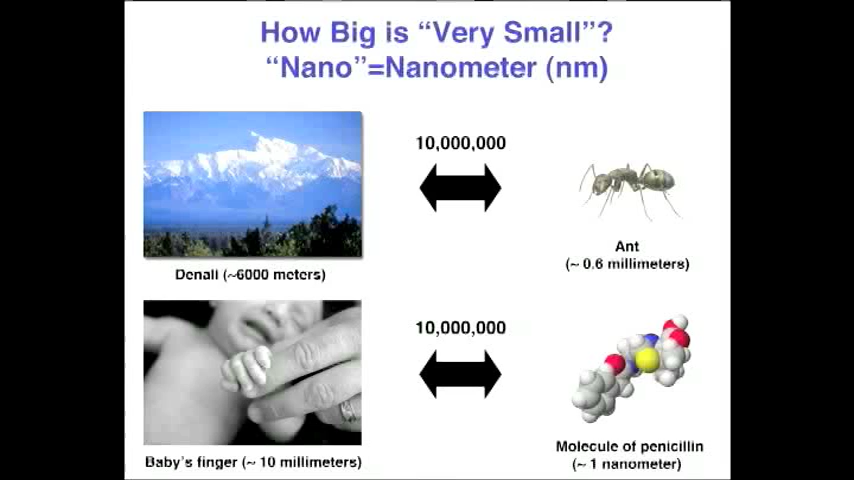 How Big is “Very Small”?
“Nano”=Nanometer (nm)
10,000,000
Denali (~6000 meters)
Ant
(~ 0.6 millimeters)
10,000,000
Baby's finger (~ 10 millimeters)
Molecule of penicillin
(~ 1 nanometer)